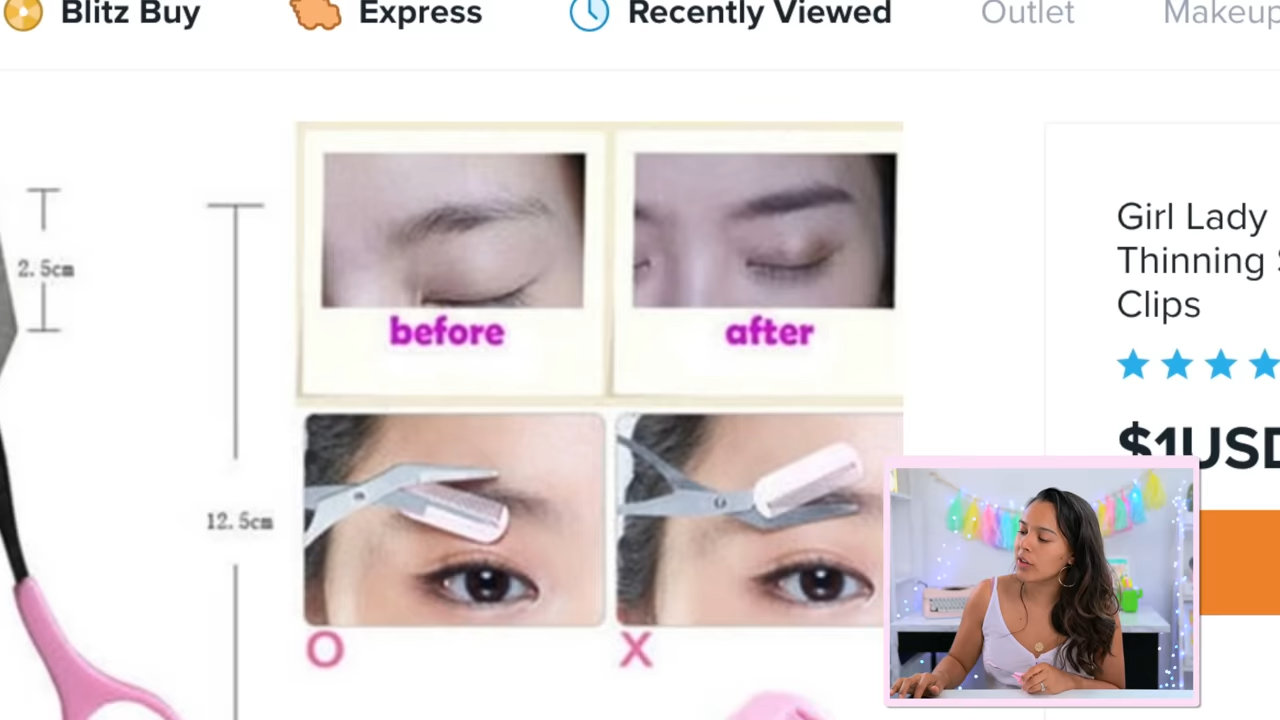 Blitz Buy
Express
Recently Viewed
Outlet
Makeup
2.5cm
12.5cm
before
after
O
X
Girl Lady
Thinning
Clips
$1USD